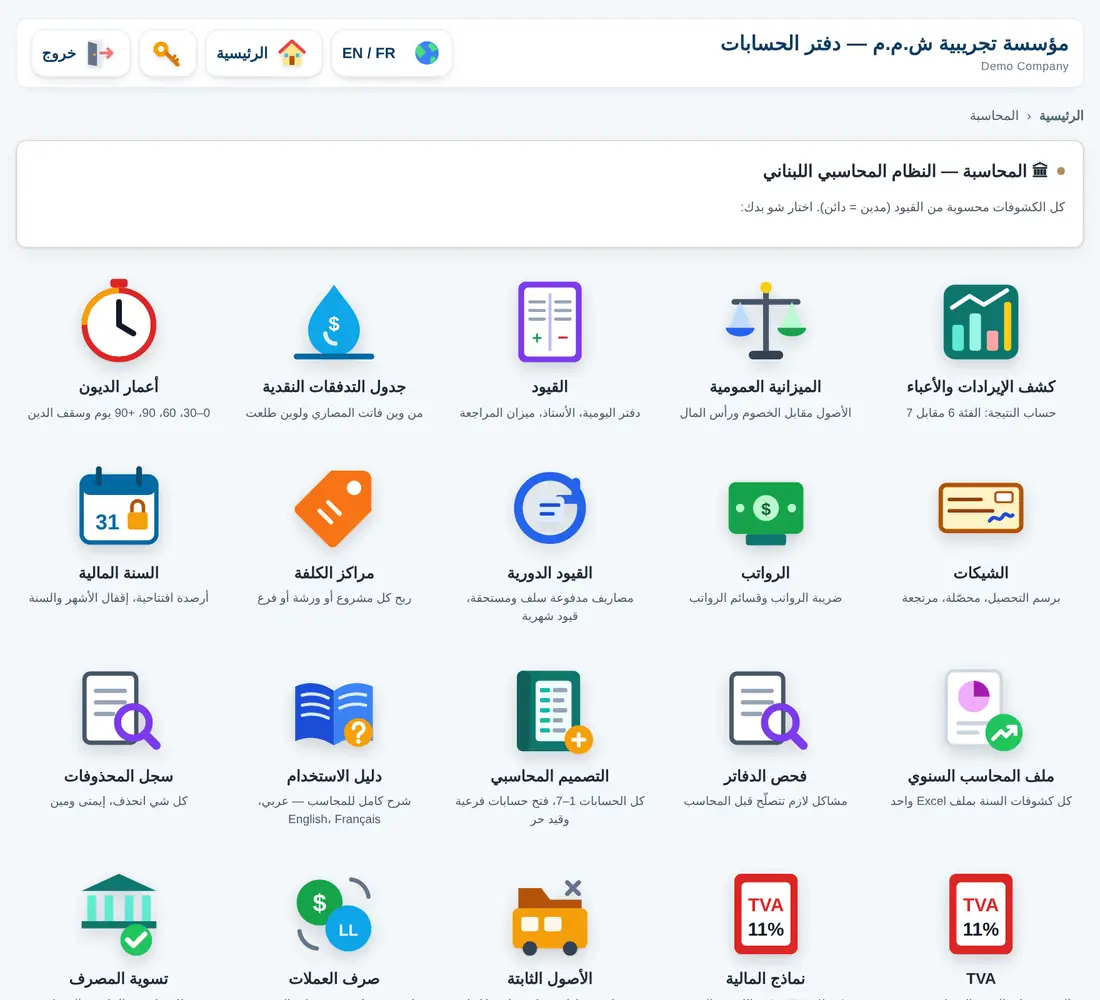 مؤسسة تجريبية ش.م.م — دفتر الحسابات
Demo Company
EN / FR
الرئيسية
خروج
الرئيسية ‹ المحاسبة
المحاسبة — النظام المحاسبي اللبناني
كل الكشوفات محسوبة من القيود (مدين = دائن). اختار شو بدك:
كشف الإيرادات والأعباء
حساب النتيجة: الفئة 6 مقابل 7
الميزانية العمومية
الأصول مقابل الخصوم ورأس المال
القيود
دفتر اليومية، الأستاذ، ميزان المراجعة
$
جدول التدفقات النقدية
من وين فاتت المصاري ولوين طلعت
أعمار الديون
0–30، 60، 90، +90 يوم وسقف الدين
الشيكات
برسم التحصيل، محصّلة، مرتجعة
$
الرواتب
ضريبة الرواتب وقسائم الرواتب
القيود الدورية
مصاريف مدفوعة سلف ومستحقة،
قيود شهرية
مراكز الكلفة
ربح كل مشروع أو ورشة أو فرع
31
السنة المالية
أرصدة افتتاحية، إقفال الأشهر والسنة
ملف المحاسب السنوي
كل كشوفات السنة بملف Excel واحد
فحص الدفاتر
مشاكل لازم تتصلّح قبل المحاسب
التصميم المحاسبي
كل الحسابات 1–7، فتح حسابات فرعية
وقيد حر
?
دليل الاستخدام
شرح كامل للمحاسب — عربي،
English، Français
سجل المحذوفات
كل شي انحذف، إيمتى ومين
TVA
11%
TVA
TVA
11%
نماذج المالية
الأصول الثابتة
$
LL
صرف العملات
تسوية المصرف